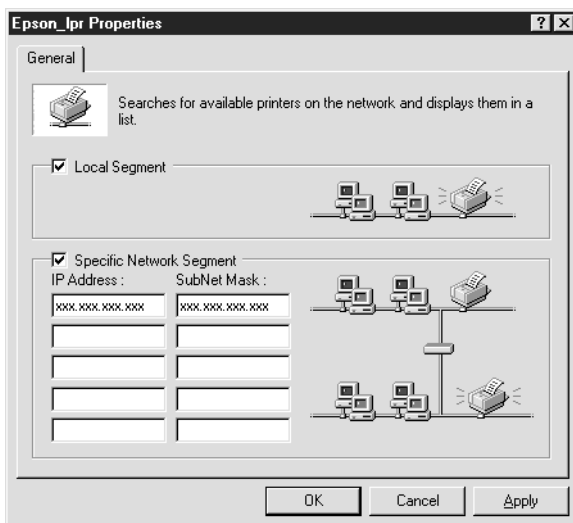 Epson_lpr Properties
General
Searches for available printers on the network and displays them in a
list.
Local Segment
Specific Network Segment
IP Address : SubNet Mask :
xxx.xxx.xxx.xxx xxx.xxx.xxx.xxx
OK Cancel Apply